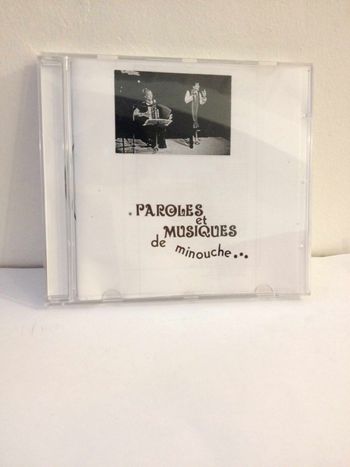 . PAROLES
et
MUSIQUES
de minouche...